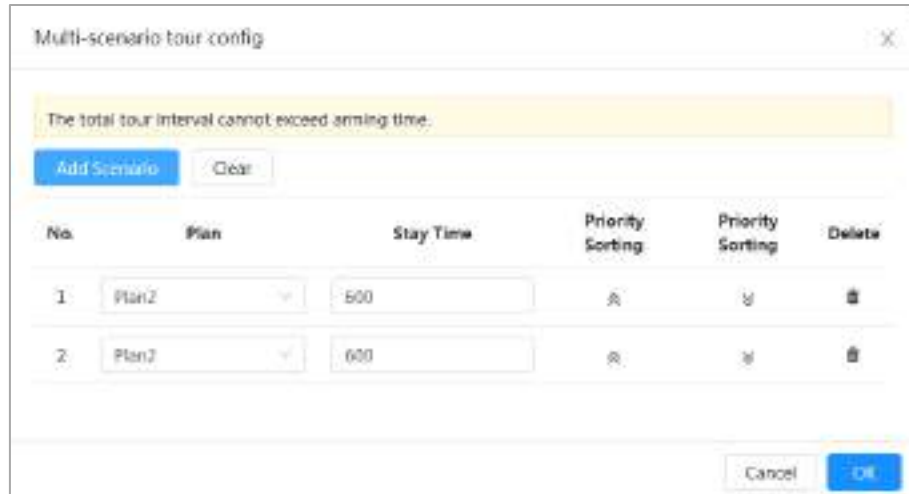 Multi-scenario tour config
The total tour interval cannot exceed arming time.
Add Scenario Clear
No. Plan Stay Time Priority Sorting Priority Sorting Delete
1 Plan2 600
2 Plan2 600
Cancel OK